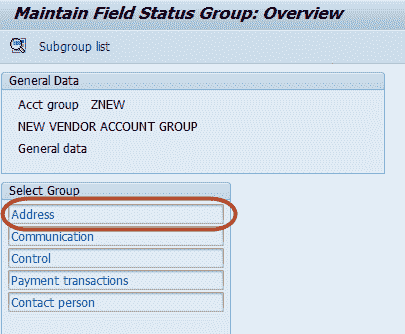 Maintain Field Status Group: Overview
Subgroup list
General Data
Acct group ZNEW
NEW VENDOR ACCOUNT GROUP
General data
Select Group
Address
Communication
Control
Payment transactions
Contact person